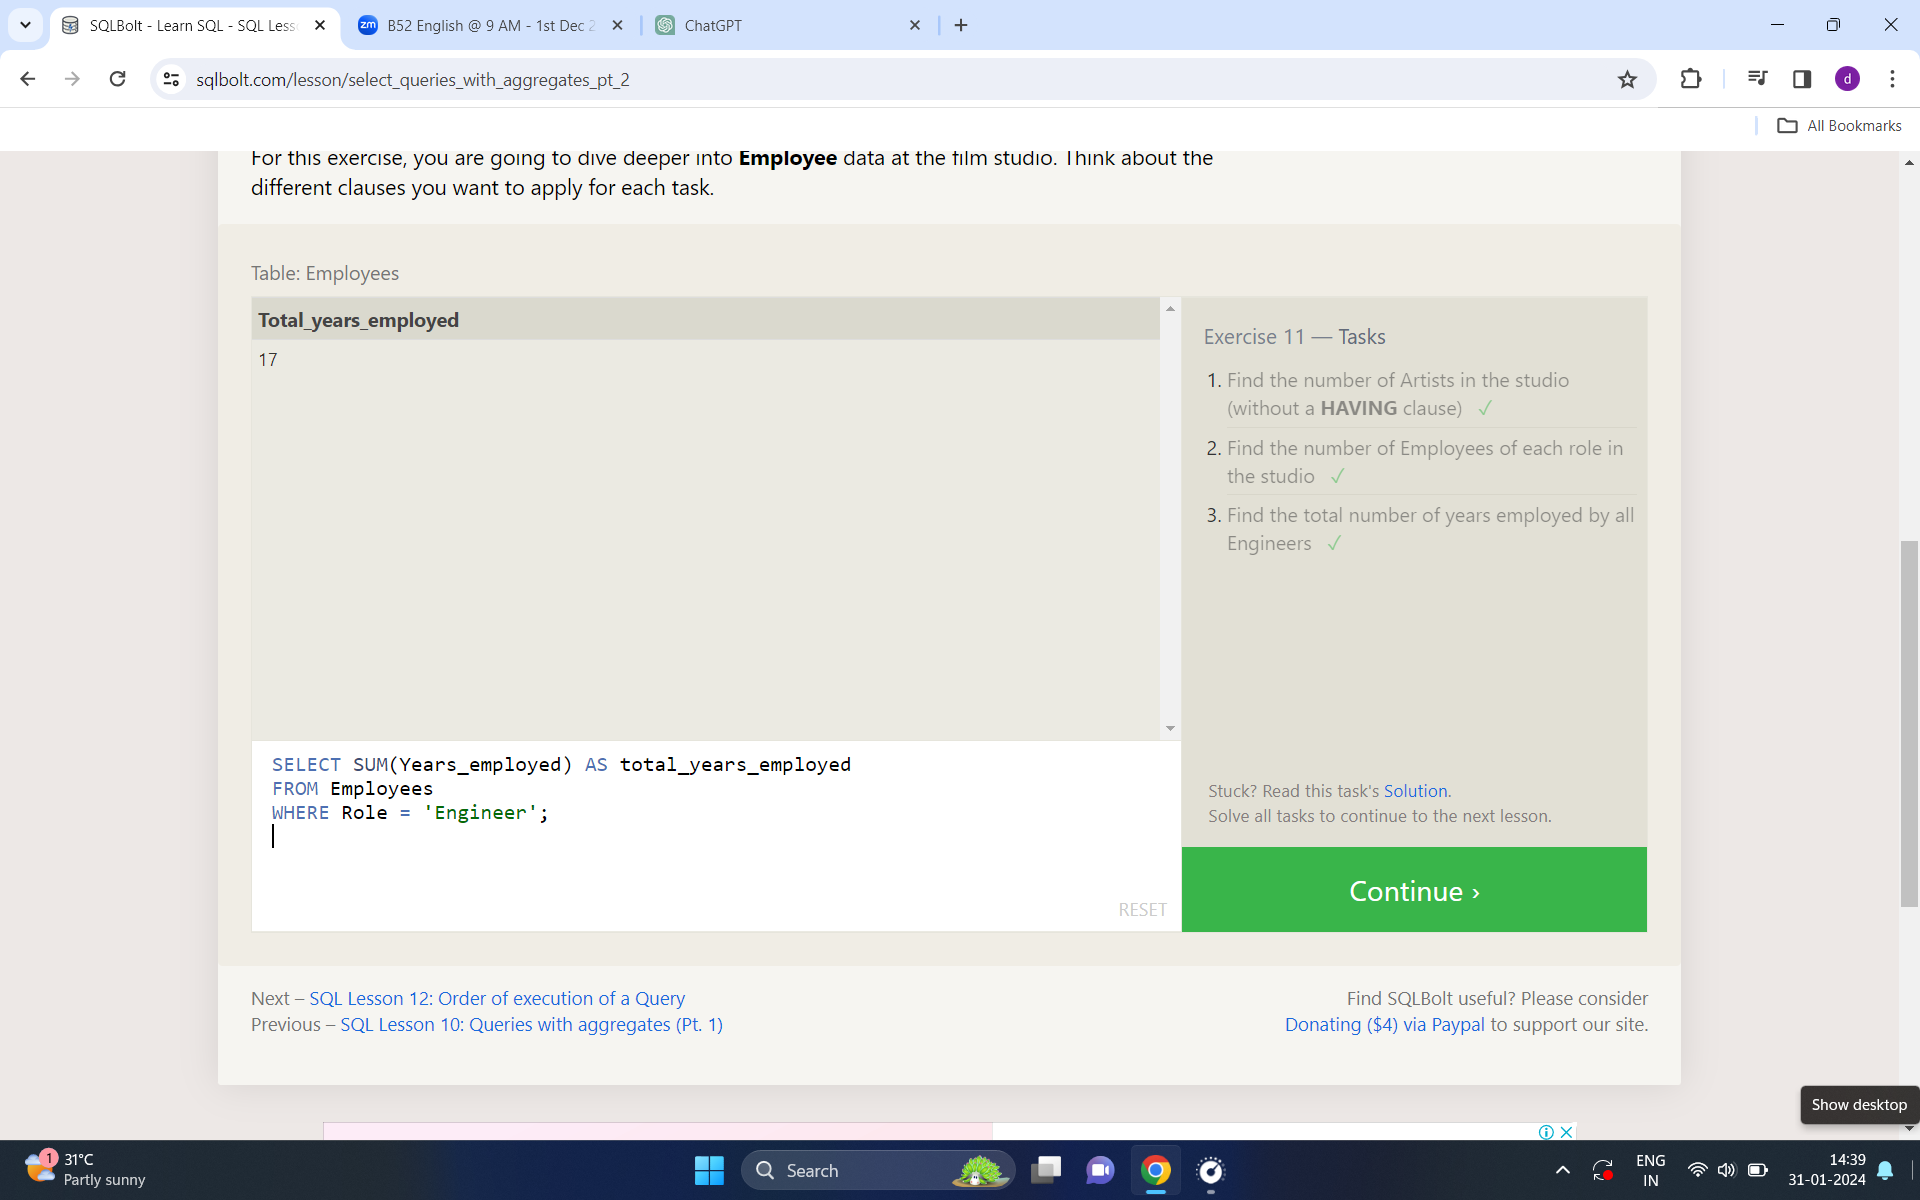 SQLBolt - Learn SQL - SQL Less
B52 English @ 9 AM - 1st Dec 2
ChatGPT
sqlbolt.com/lesson/select_queries_with_aggregates_pt_2
d
All Bookmarks
For this exercise, you are going to dive deeper into Employee data at the film studio. Think about the
different clauses you want to apply for each task.
Table: Employees
Total_years_employed
17
Exercise 11 — Tasks
1. Find the number of Artists in the studio
(without a HAVING clause) ✓
2. Find the number of Employees of each role in
the studio ✓
3. Find the total number of years employed by all
Engineers ✓
SELECT SUM(Years_employed) AS total_years_employed
FROM Employees
WHERE Role = 'Engineer';
RESET
Stuck? Read this task's Solution.
Solve all tasks to continue to the next lesson.
Continue ›
Next – SQL Lesson 12: Order of execution of a Query
Previous – SQL Lesson 10: Queries with aggregates (Pt. 1)
Find SQLBolt useful? Please consider
Donating ($4) via Paypal to support our site.
Show desktop
1
31°C
Partly sunny
Search
zm
ENG
IN
14:39
31-01-2024